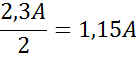 2,3A/2 = 1,15A